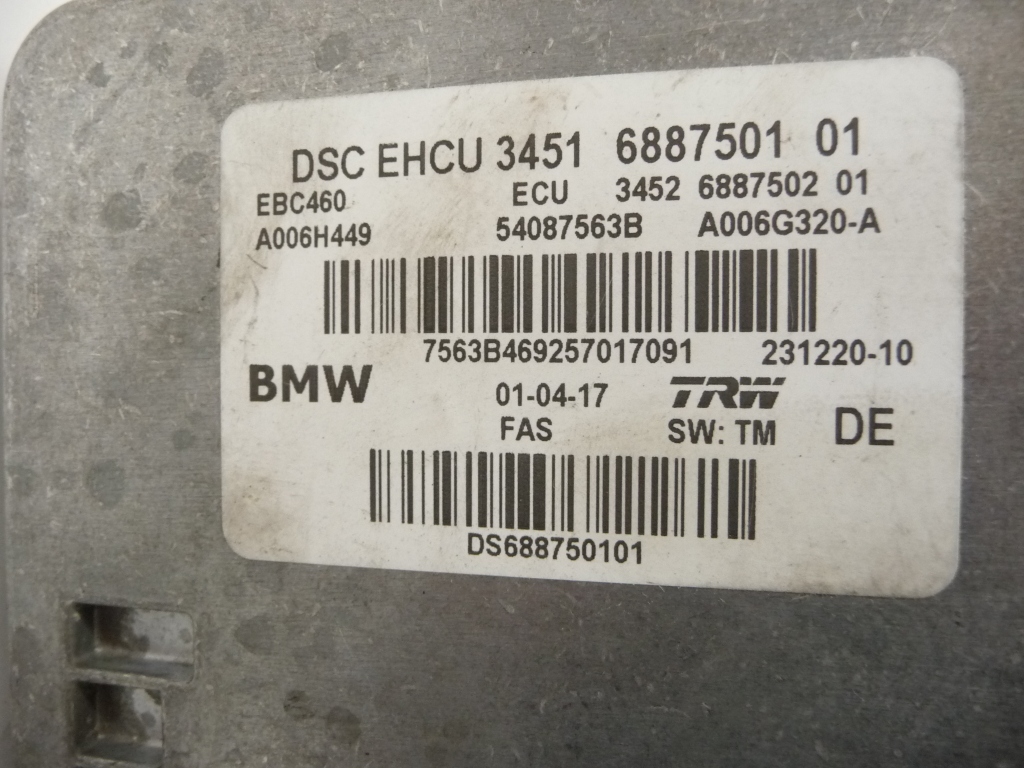 DSC EHCU 3451 6887501 01
EBC460 ECU 3452 6887502 01
A006H449 54087563B A006G320-A
7563B469257017091 231220-10
BMW 01-04-17 TRW
FAS SW: TM DE
DS688750101